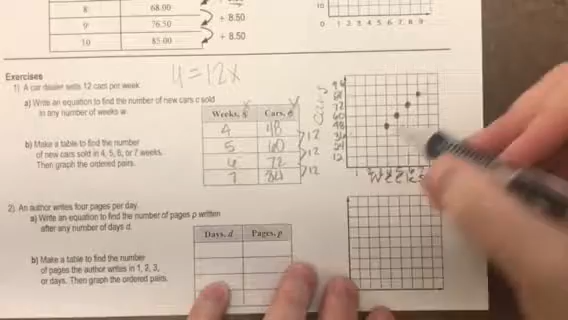 8 68.00
+ 8.50
9 76.50
+ 8.50
10 85.00
10
0 1 2 3 4 5 6 7 8 9
Exercises
y = 12x
1) A car dealer sells 12 cars per week.
a) Write an equation to find the number of new cars c sold
in any number of weeks w.
Weeks, Cars,
x y
4 48
5 60
6 72
7 84
12
12
12
b) Make a table to find the number
of new cars sold in 4, 5, 6, or 7 weeks.
Then graph the ordered pairs.
Cars
72
60
48
12
Weeks
2) An author writes four pages per day.
a) Write an equation to find the number of pages p written
after any number of days d.
Days, d Pages, p
b) Make a table to find the number
of pages the author writes in 1, 2, 3,
or days. Then graph the ordered pairs.